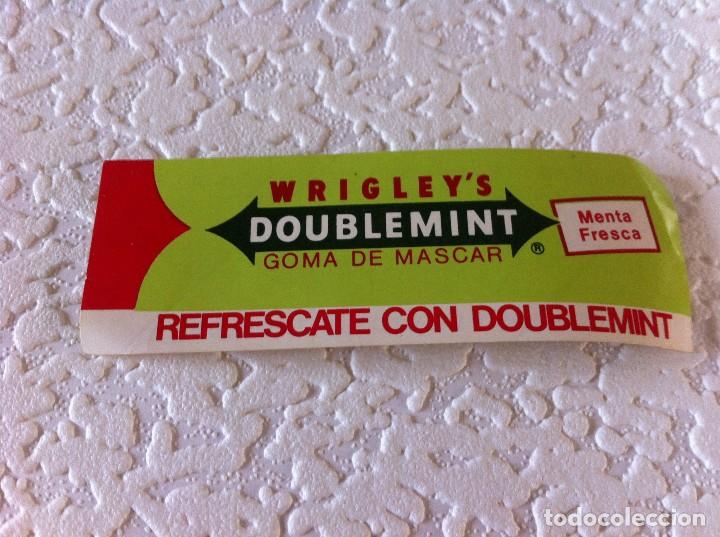 WRIGLEY'S
DOUBLEMINT
®
GOMA DE MASCAR
Menta
Fresca
REFRESCATE CON DOUBLEMINT
todocoleccion